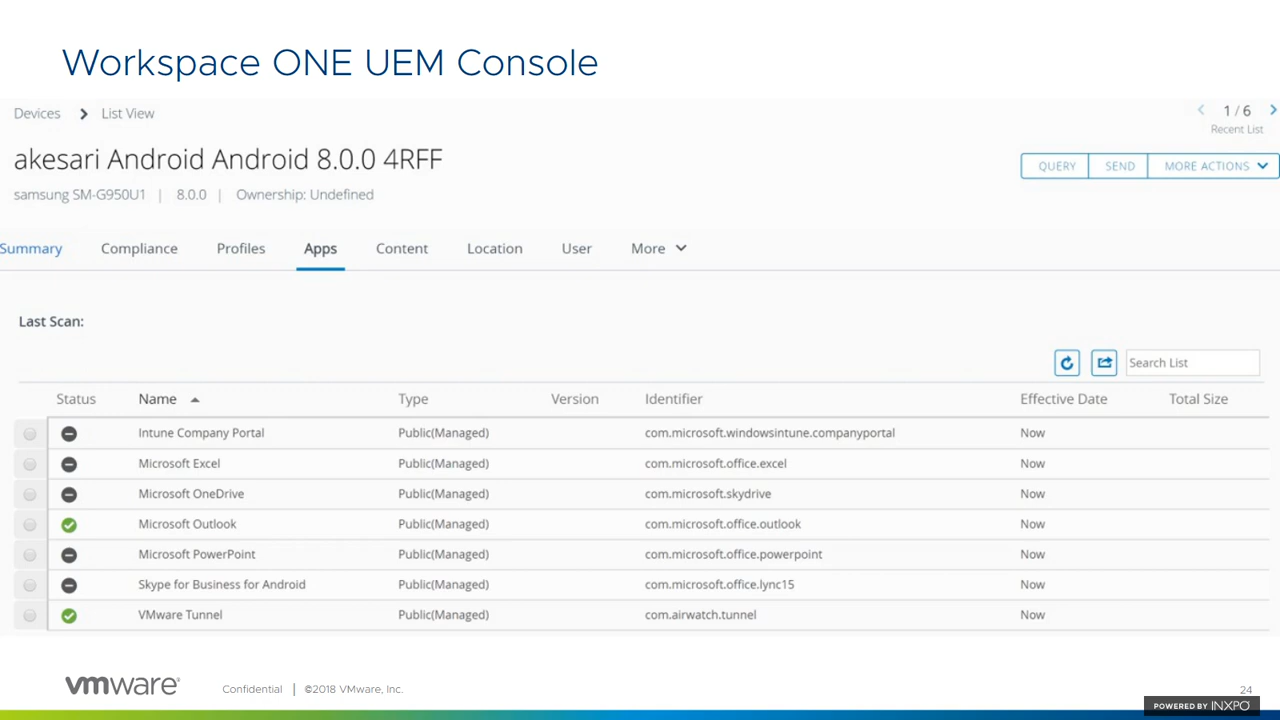 Workspace ONE UEM Console
Devices > List View
1 / 6
Recent List
akesari Android Android 8.0.0 4RFF
QUERY SEND MORE ACTIONS
samsung SM-G950U1 | 8.0.0 | Ownership: Undefined
Summary Compliance Profiles Apps Content Location User More
Last Scan:
Search List
Status Name Type Version Identifier Effective Date Total Size
Intune Company Portal Public(Managed) com.microsoft.windowsintune.companyportal Now
Microsoft Excel Public(Managed) com.microsoft.office.excel Now
Microsoft OneDrive Public(Managed) com.microsoft.skydrive Now
Microsoft Outlook Public(Managed) com.microsoft.office.outlook Now
Microsoft PowerPoint Public(Managed) com.microsoft.office.powerpoint Now
Skype for Business for Android Public(Managed) com.microsoft.office.lync15 Now
VMware Tunnel Public(Managed) com.airwatch.tunnel Now
vmware® Confidential | ©2018 VMware, Inc. 24
POWERED BY INXPO